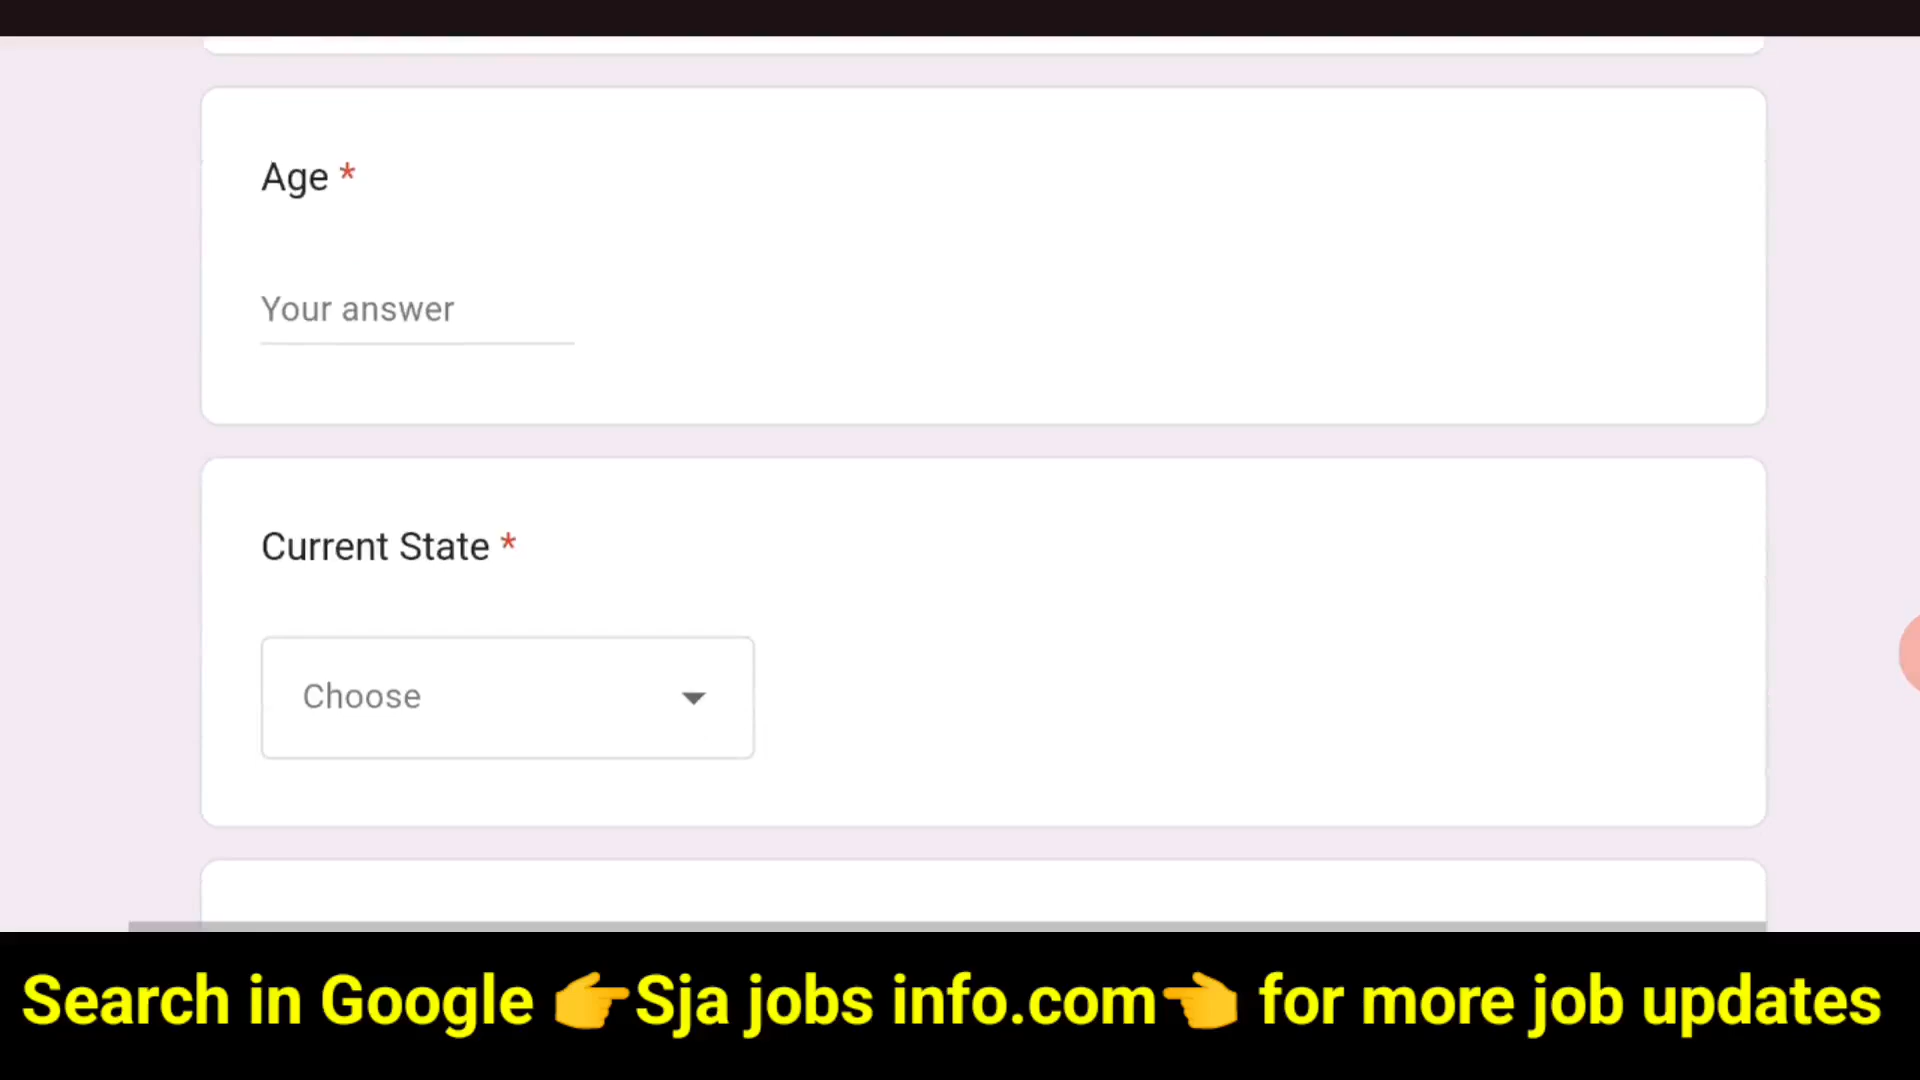 Age *
Your answer
Current State *
Choose
Search in Google 👉Sja jobs info.com👈 for more job updates